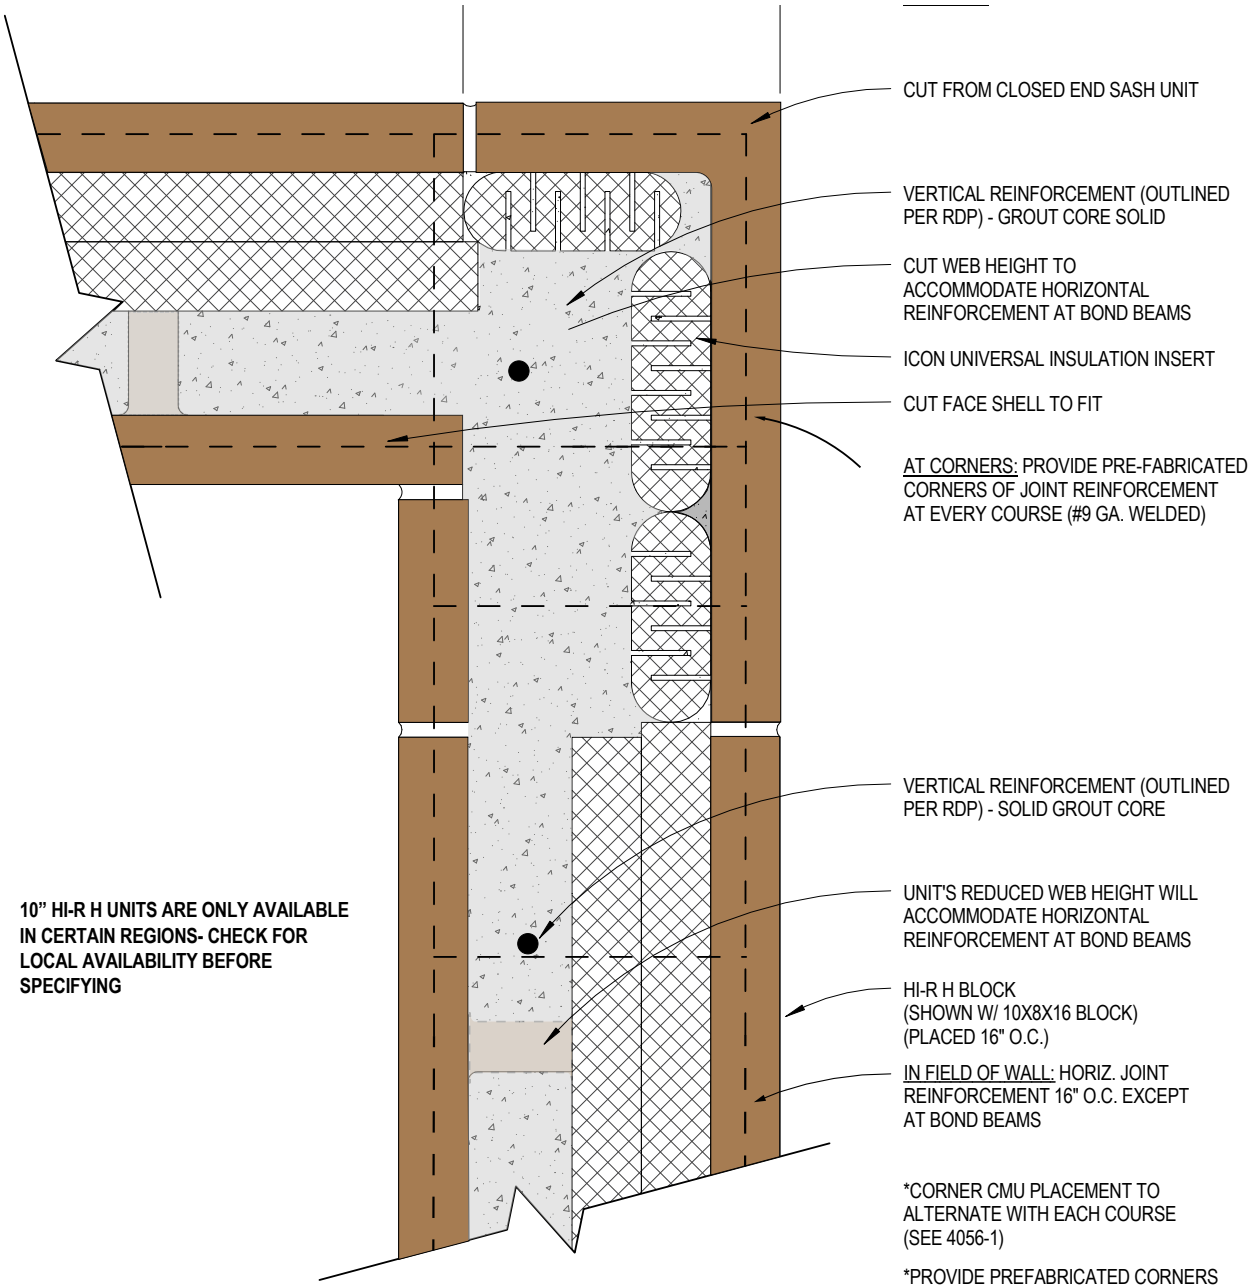 CUT FROM CLOSED END SASH UNIT
VERTICAL REINFORCEMENT (OUTLINED
PER RDP) - GROUT CORE SOLID
CUT WEB HEIGHT TO
ACCOMMODATE HORIZONTAL
REINFORCEMENT AT BOND BEAMS
ICON UNIVERSAL INSULATION INSERT
CUT FACE SHELL TO FIT
AT CORNERS: PROVIDE PRE-FABRICATED
CORNERS OF JOINT REINFORCEMENT
AT EVERY COURSE (#9 GA. WELDED)
VERTICAL REINFORCEMENT (OUTLINED
PER RDP) - SOLID GROUT CORE
UNIT'S REDUCED WEB HEIGHT WILL
ACCOMMODATE HORIZONTAL
REINFORCEMENT AT BOND BEAMS
HI-R H BLOCK
(SHOWN W/ 10X8X16 BLOCK)
(PLACED 16" O.C.)
IN FIELD OF WALL: HORIZ. JOINT
REINFORCEMENT 16" O.C. EXCEPT
AT BOND BEAMS
*CORNER CMU PLACEMENT TO
ALTERNATE WITH EACH COURSE
(SEE 4056-1)
*PROVIDE PREFABRICATED CORNERS
10” HI-R H UNITS ARE ONLY AVAILABLE
IN CERTAIN REGIONS- CHECK FOR
LOCAL AVAILABILITY BEFORE
SPECIFYING